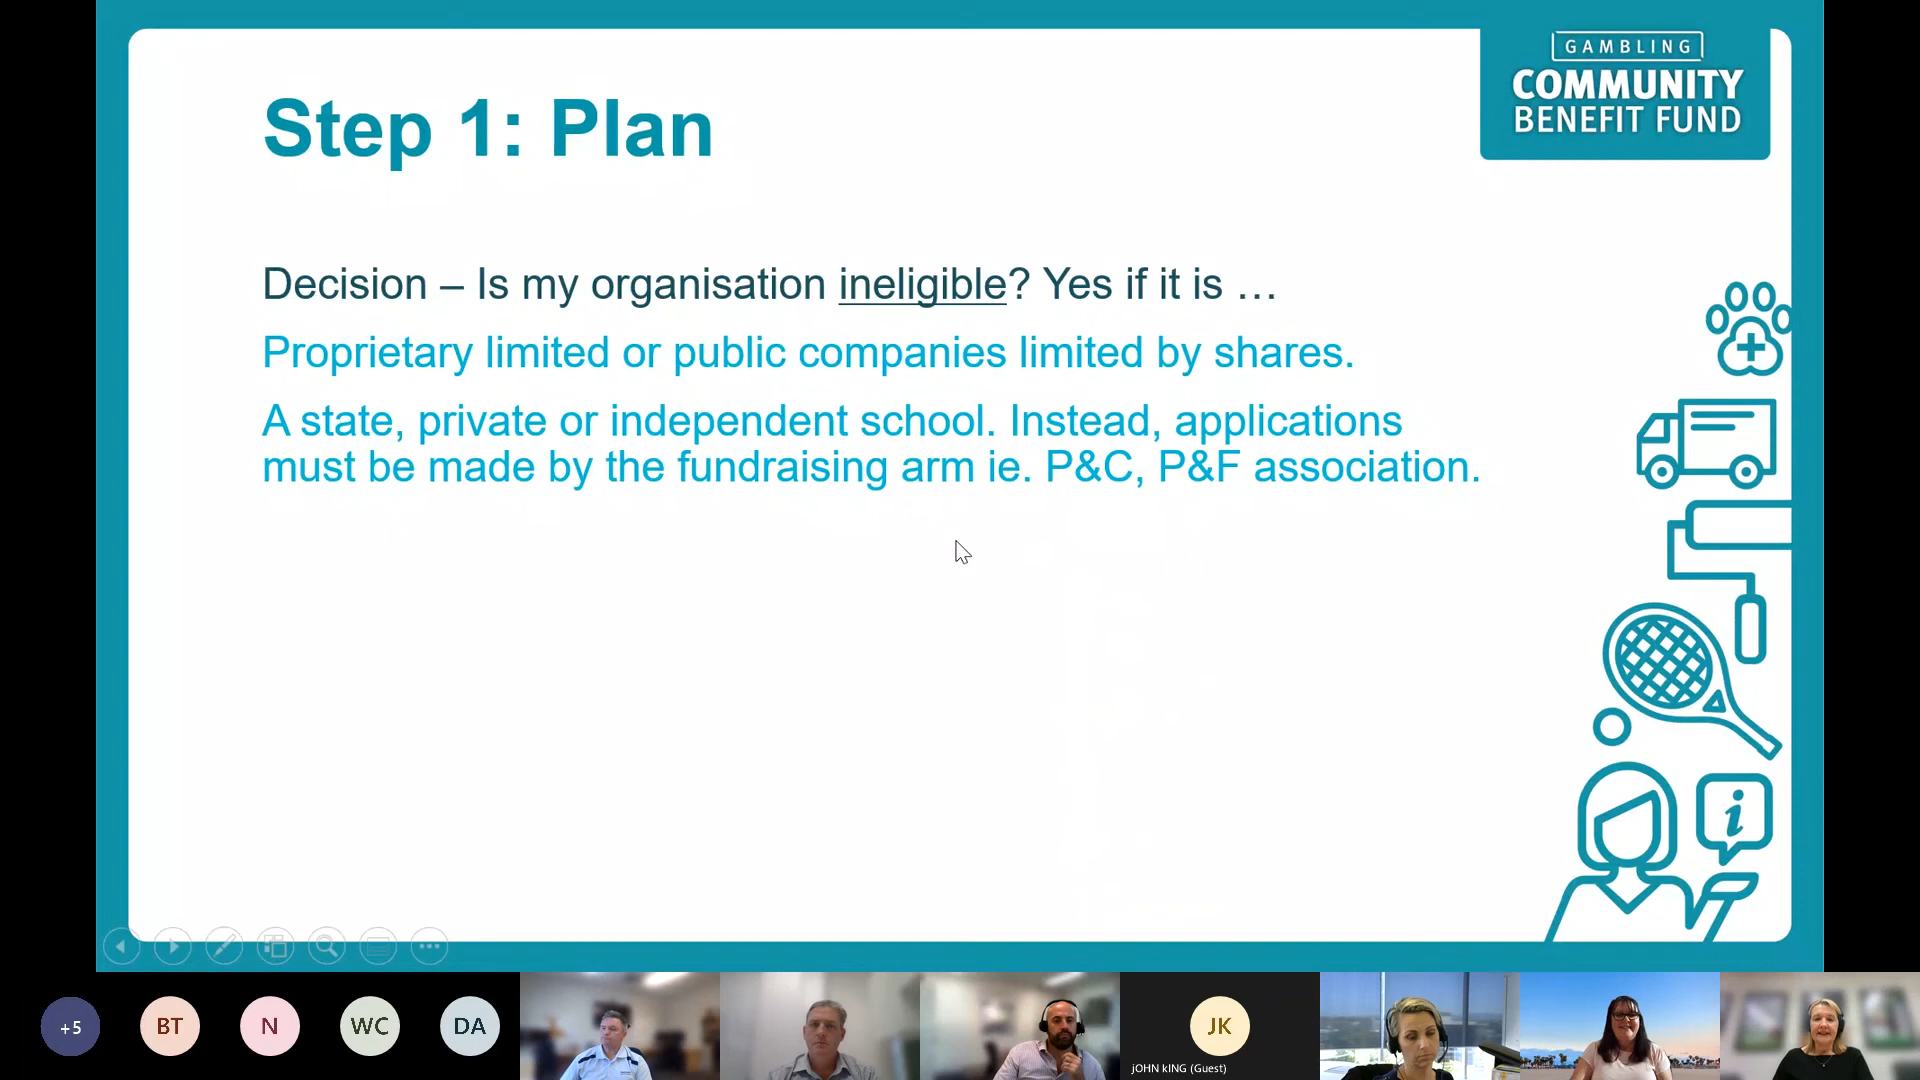 GAMBLING
COMMUNITY
BENEFIT FUND
Step 1: Plan
Decision – Is my organisation ineligible? Yes if it is …
Proprietary limited or public companies limited by shares.
A state, private or independent school. Instead, applications
must be made by the fundraising arm ie. P&C, P&F association.
i
+5
BT
N
WC
DA
JK
jOHN kING (Guest)